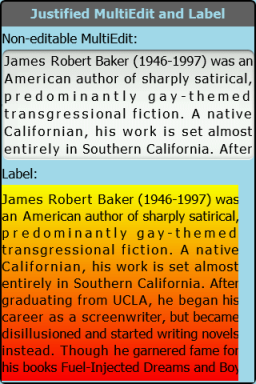 Justified MultiEdit and Label
Non-editable MultiEdit:
James Robert Baker (1946-1997) was an
American author of sharply satirical,
predominantly gay-themed
transgressional fiction. A native
Californian, his work is set almost
entirely in Southern California. After
Label:
James Robert Baker (1946-1997) was
an American author of sharply satirical,
predominantly gay-themed
transgressional fiction. A native
Californian, his work is set almost
entirely in Southern California. After
graduating from UCLA, he began his
career as a screenwriter, but became
disillusioned and started writing novels
instead. Though he garnered fame for
his books Fuel-Injected Dreams and Boy